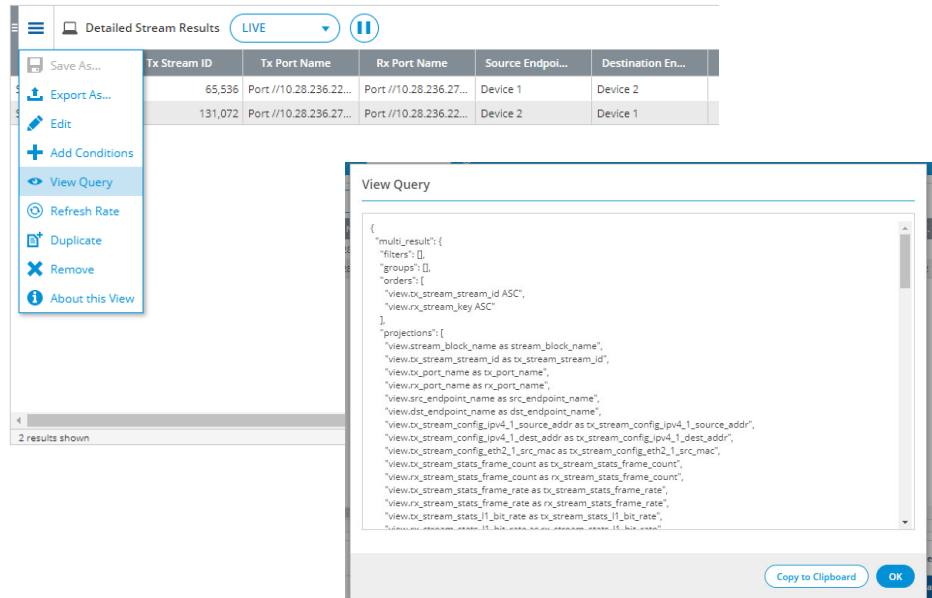 Detailed Stream Results LIVE
Tx Stream ID Tx Port Name Rx Port Name Source Endpoi... Destination En...
65,536 Port //10.28.236.22... Port //10.28.236.27... Device 1 Device 2
131,072 Port //10.28.236.27... Port //10.28.236.22... Device 2 Device 1
Save As...
Export As...
Edit
Add Conditions
View Query
Refresh Rate
Duplicate
Remove
About this View
2 results shown
View Query
{
"multi_result": {
"filters": [],
"groups": [],
"orders": [
"view.tx_stream_stream_id ASC",
"view.rx_stream_key ASC"
],
"projections": [
"view.stream_block_name as stream_block_name",
"view.tx_stream_stream_id as tx_stream_stream_id",
"view.tx_port_name as tx_port_name",
"view.rx_port_name as rx_port_name",
"view.src_endpoint_name as src_endpoint_name",
"view.dst_endpoint_name as dst_endpoint_name",
"view.tx_stream_config_ipv4_1_source_addr as tx_stream_config_ipv4_1_source_addr",
"view.tx_stream_config_ipv4_1_dest_addr as tx_stream_config_ipv4_1_dest_addr",
"view.tx_stream_config_eth2_1_src_mac as tx_stream_config_eth2_1_src_mac",
"view.tx_stream_stats_frame_count as tx_stream_stats_frame_count",
"view.rx_stream_stats_frame_count as rx_stream_stats_frame_count",
"view.tx_stream_stats_frame_rate as tx_stream_stats_frame_rate",
"view.rx_stream_stats_frame_rate as rx_stream_stats_frame_rate",
"view.tx_stream_stats_l1_bit_rate as tx_stream_stats_l1_bit_rate",
"view.rx_stream_stats_l1_bit_rate as rx_stream_stats_l1_bit_rate",
Copy to Clipboard OK